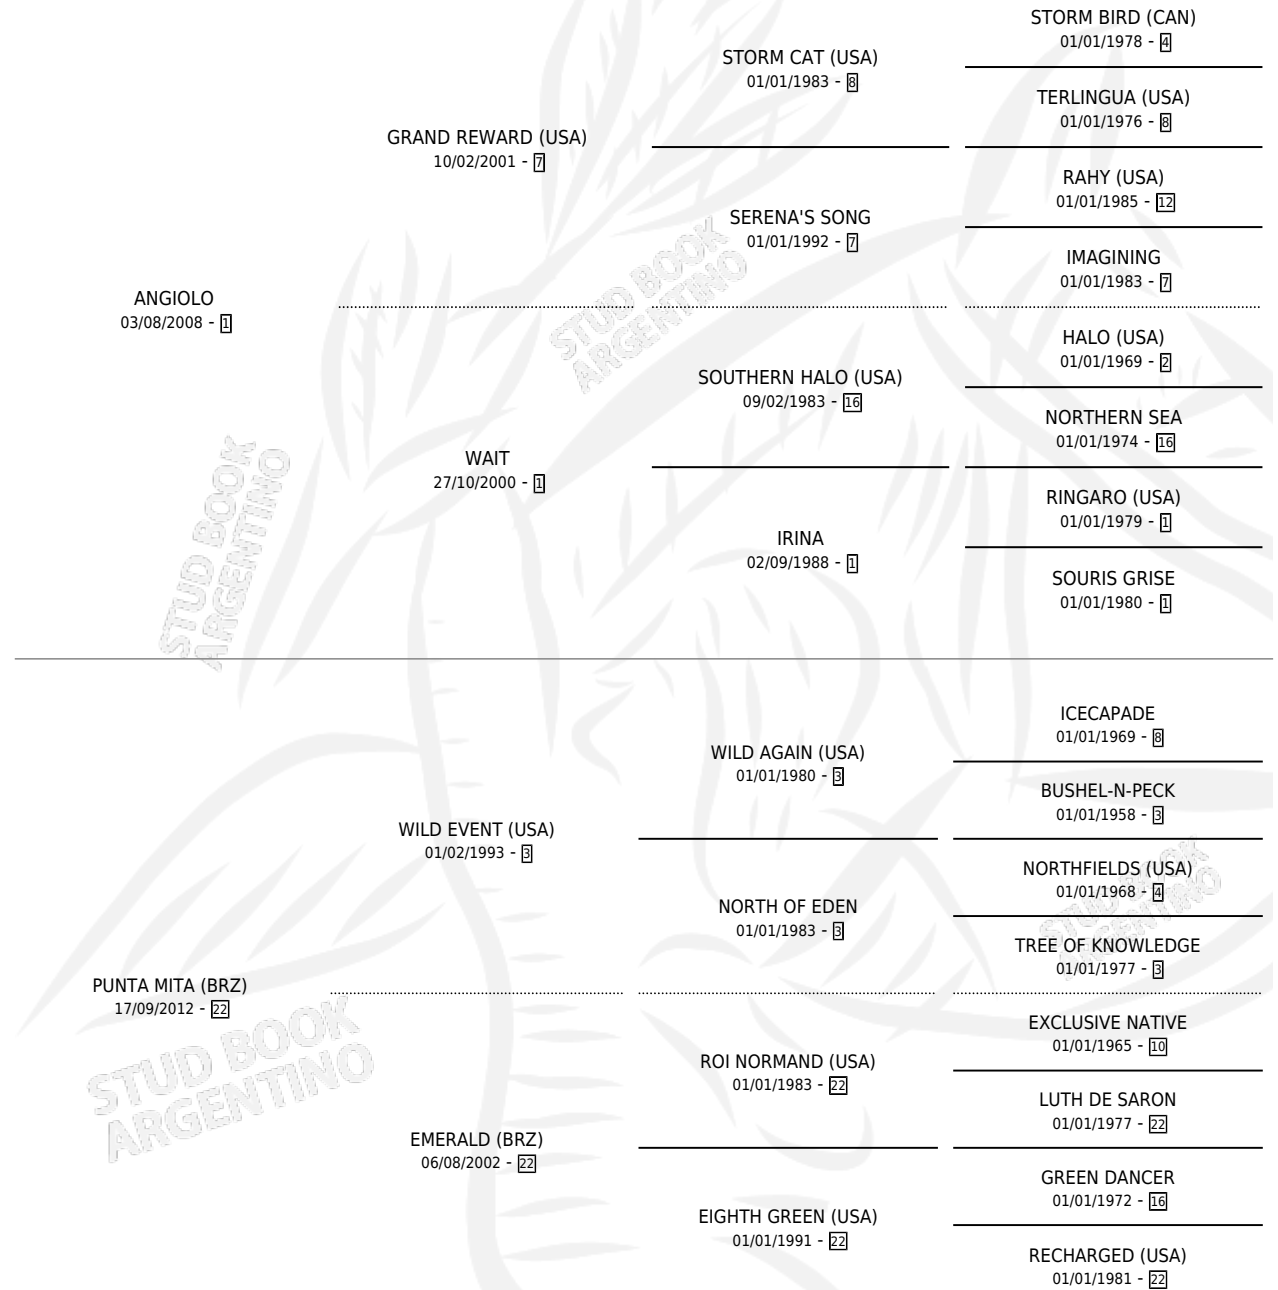 STORM BIRD (CAN)
01/01/1978 - 4
STORM CAT (USA)
01/01/1983 - 8
TERLINGUA (USA)
01/01/1976 - 8
GRAND REWARD (USA)
10/02/2001 - 7
RAHY (USA)
01/01/1985 - 12
SERENA'S SONG
01/01/1992 - 7
IMAGINING
01/01/1983 - 7
ANGIOLO
03/08/2008 - 1
HALO (USA)
01/01/1969 - 2
SOUTHERN HALO (USA)
09/02/1983 - 16
NORTHERN SEA
01/01/1974 - 16
WAIT
27/10/2000 - 1
RINGARO (USA)
01/01/1979 - 1
IRINA
02/09/1988 - 1
SOURIS GRISE
01/01/1980 - 1
ICECAPADE
01/01/1969 - 8
WILD AGAIN (USA)
01/01/1980 - 3
BUSHEL-N-PECK
01/01/1958 - 3
WILD EVENT (USA)
01/02/1993 - 3
NORTHFIELDS (USA)
01/01/1968 - 4
NORTH OF EDEN
01/01/1983 - 3
TREE OF KNOWLEDGE
01/01/1977 - 3
PUNTA MITA (BRZ)
17/09/2012 - 22
EXCLUSIVE NATIVE
01/01/1965 - 10
ROI NORMAND (USA)
01/01/1983 - 22
LUTH DE SARON
01/01/1977 - 22
EMERALD (BRZ)
06/08/2002 - 22
GREEN DANCER
01/01/1972 - 16
EIGHTH GREEN (USA)
01/01/1991 - 22
RECHARGED (USA)
01/01/1981 - 22
STUD BOOK
ARGENTINO
STUD BOOK
ARGENTINO
STUD BOOK
ARGENTINO
STUD BOOK
ARGENTINO